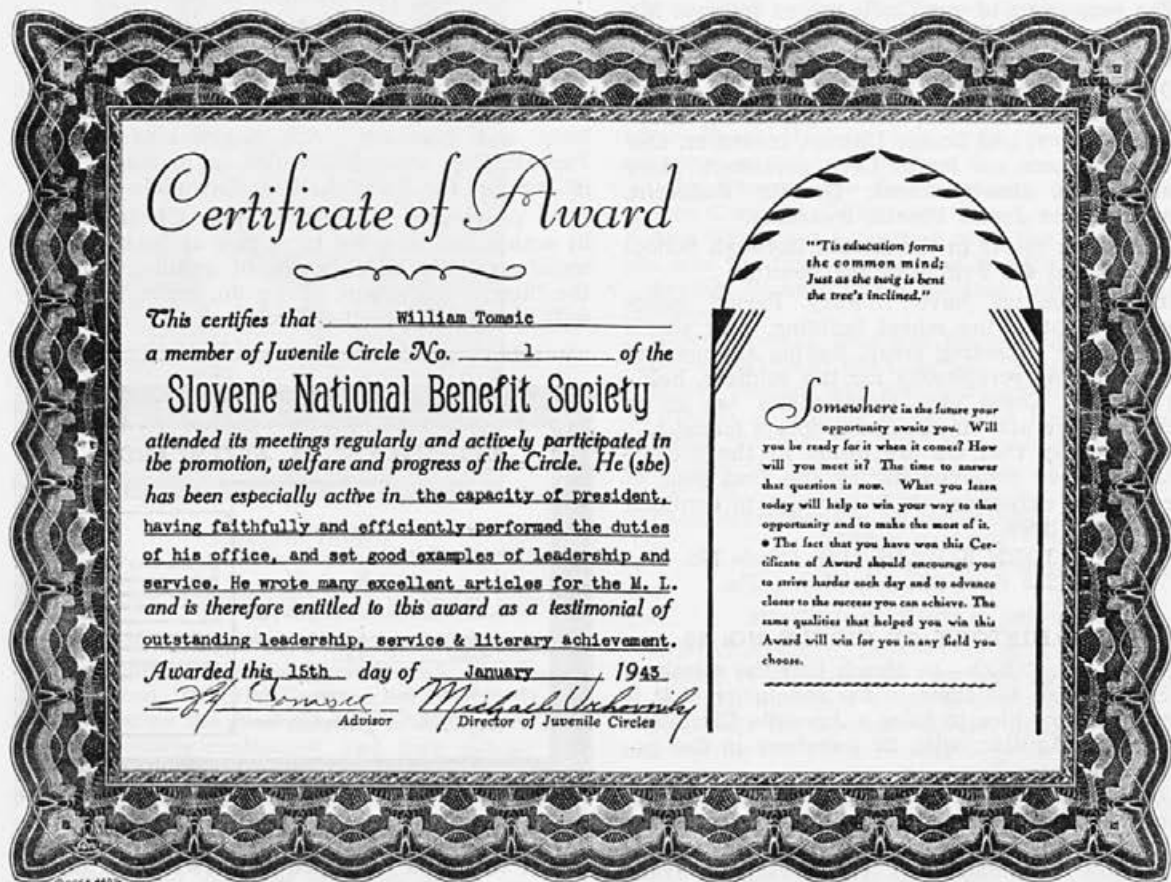 Certificate of Award
This certifies that William Tomsic
a member of Juvenile Circle No. 1 of the
Slovene National Benefit Society
attended its meetings regularly and actively participated in
the promotion, welfare and progress of the Circle. He (she)
has been especially active in the capacity of president,
having faithfully and efficiently performed the duties
of his office, and set good examples of leadership and
service. He wrote many excellent articles for the M. L.
and is therefore entitled to this award as a testimonial of
outstanding leadership, service & literary achievement.
Awarded this 15th day of January 1943
Advisor
Michael Vrhovnik
Director of Juvenile Circles
"'Tis education forms
the common mind;
Just as the twig is bent
the tree's inclined."
Somewhere in the future your
opportunity awaits you. Will
you be ready for it when it comes? How
will you meet it? The time to answer
that question is now. What you learn
today will help to win your way to that
opportunity and to make the most of it.
● The fact that you have won this Cer-
tificate of Award should encourage you
to strive harder each day and to advance
closer to the success you can achieve. The
same qualities that helped you win this
award will win for you in any field you
choose.